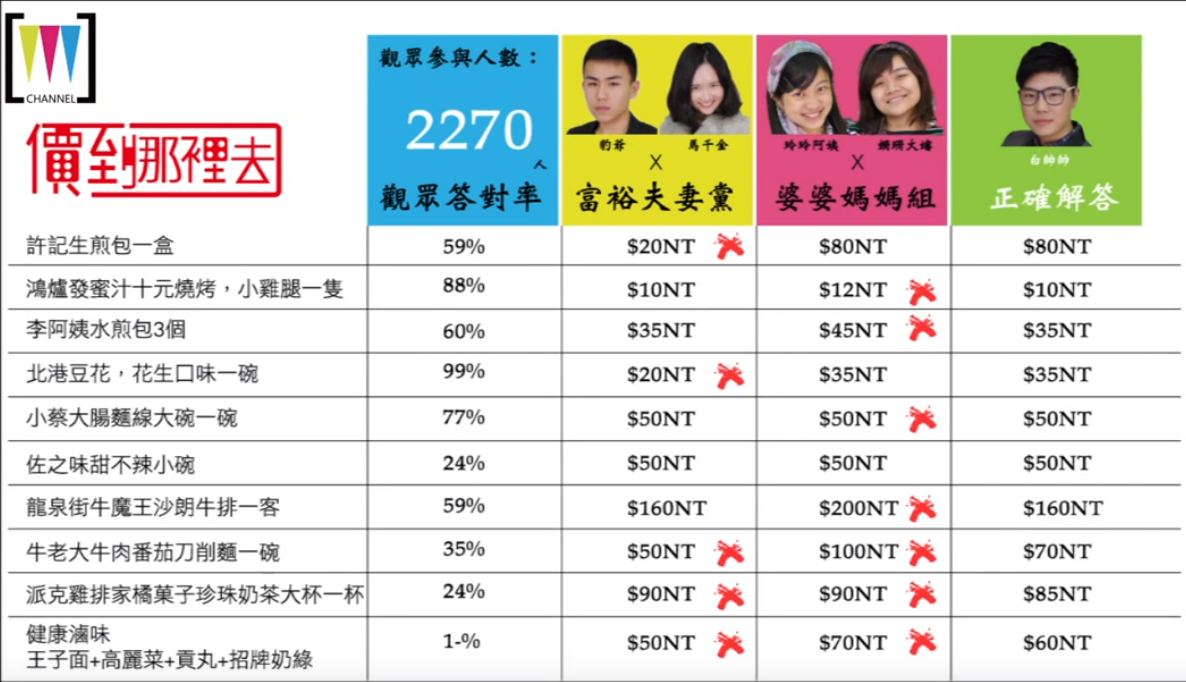 CHANNEL
價到那裡去
觀眾參與人數：
2270
人
觀眾答對率
豹爺 馬千金
X
富裕夫妻黨
玲玲阿姨 姍珊大嬸
X
婆婆媽媽組
白帥帥
正確解答
許記生煎包一盒 59% $20NT $80NT $80NT
鴻爐發蜜汁十元燒烤，小雞腿一隻 88% $10NT $12NT $10NT
李阿姨水煎包3個 60% $35NT $45NT $35NT
北港豆花，花生口味一碗 99% $20NT $35NT $35NT
小蔡大腸麵線大碗一碗 77% $50NT $50NT $50NT
佐之味甜不辣小碗 24% $50NT $50NT $50NT
龍泉街牛魔王沙朗牛排一客 59% $160NT $200NT $160NT
牛老大牛肉番茄刀削麵一碗 35% $50NT $100NT $70NT
派克雞排家橘菓子珍珠奶茶大杯一杯 24% $90NT $90NT $85NT
健康滷味
王子面+高麗菜+貢丸+招牌奶綠 1-% $50NT $70NT $60NT